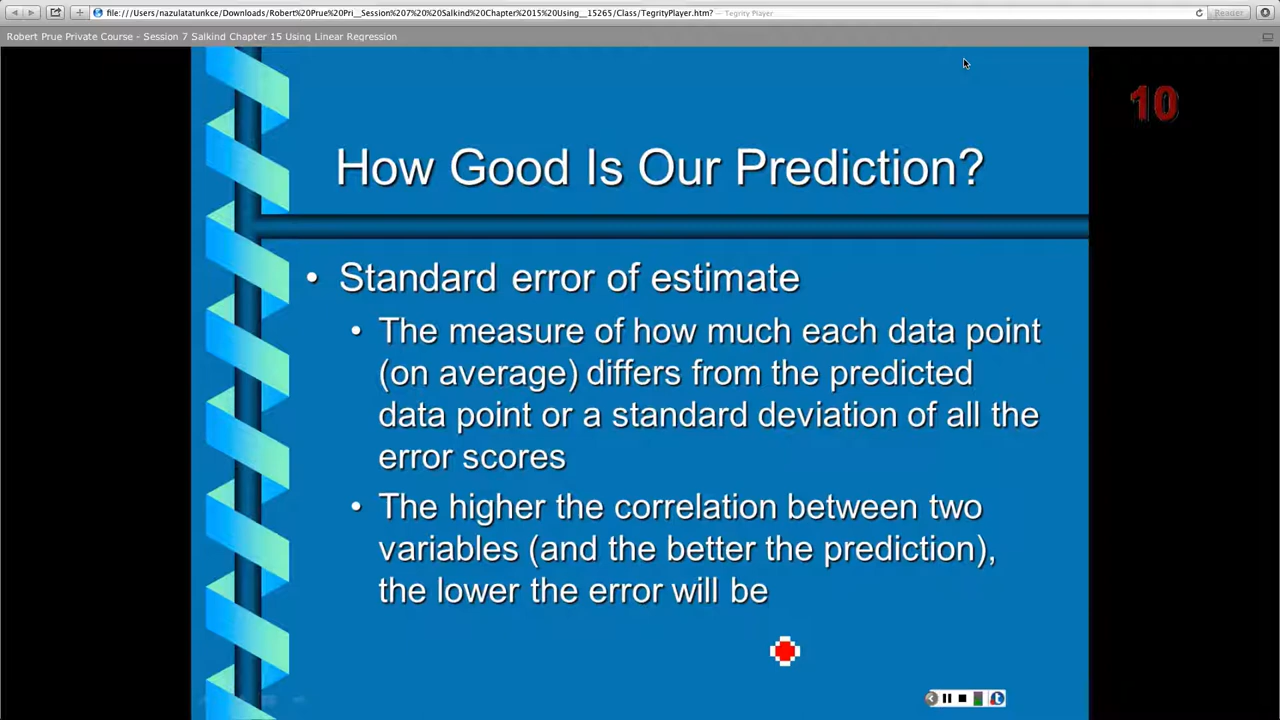 file:///Users/nazulatatunkce/Downloads/Robert%20Prue%20Pri__Session%207%20%20Salkind%20Chapter%2015%20Using__15265/Class/TegrityPlayer.htm? — Tegrity Player
Reader
Robert Prue Private Course - Session 7 Salkind Chapter 15 Using Linear Regression
10
How Good Is Our Prediction?
• Standard error of estimate
• The measure of how much each data point
(on average) differs from the predicted
data point or a standard deviation of all the
error scores
• The higher the correlation between two
variables (and the better the prediction),
the lower the error will be
t